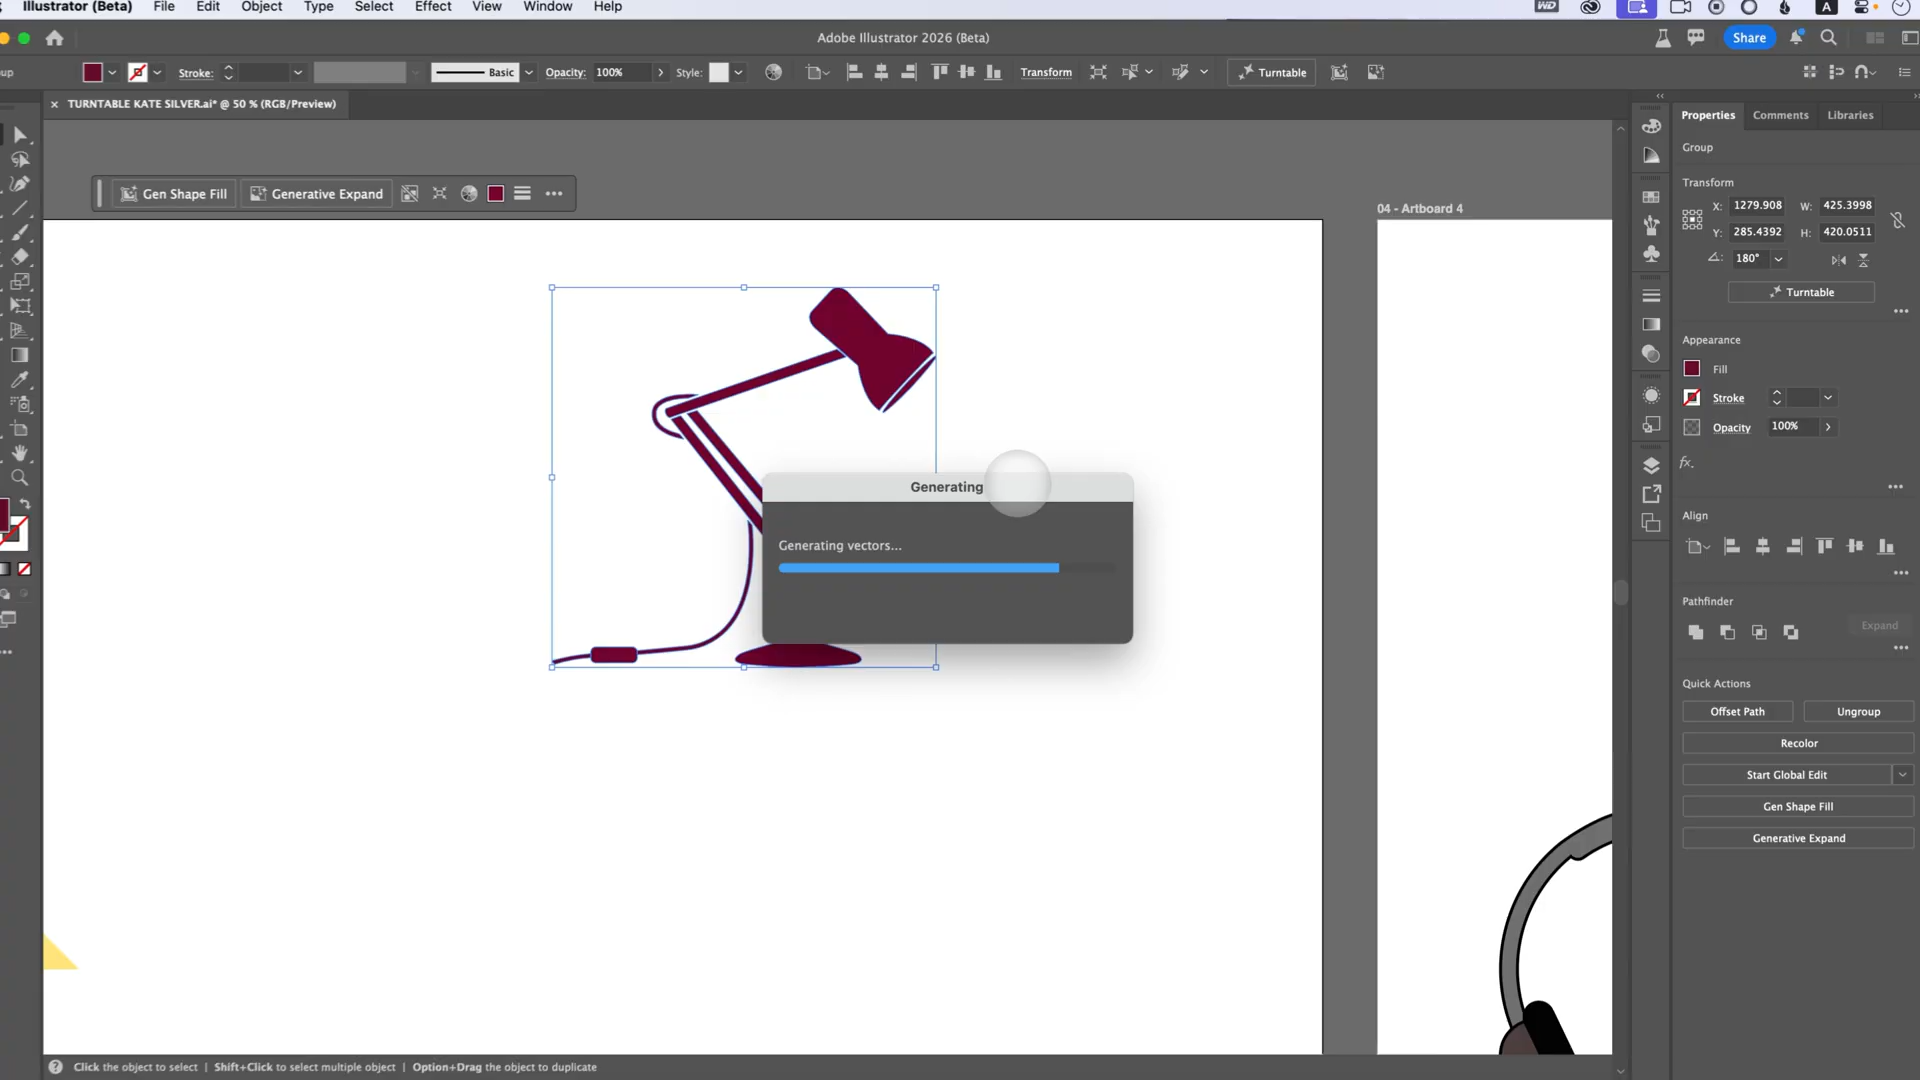 Illustrator (Beta) File Edit Object Type Select Effect View Window Help
A
Adobe Illustrator 2026 (Beta)
Share
Stroke:
Basic
Opacity: 100%
Style:
Transform
Turntable
× TURNTABLE KATE SILVER.ai* @ 50 % (RGB/Preview)
Gen Shape Fill
Generative Expand
04 - Artboard 4
Generating
Generating vectors...
Properties Comments Libraries
Group
Transform
X: 1279.908 W: 425.3998
Y: 285.4392 H: 420.0511
180°
Turntable
Appearance
Fill
Stroke
Opacity 100%
fx.
Align
Pathfinder
Expand
Quick Actions
Offset Path Ungroup
Recolor
Start Global Edit
Gen Shape Fill
Generative Expand
Click the object to select | Shift+Click to select multiple object | Option+Drag the object to duplicate